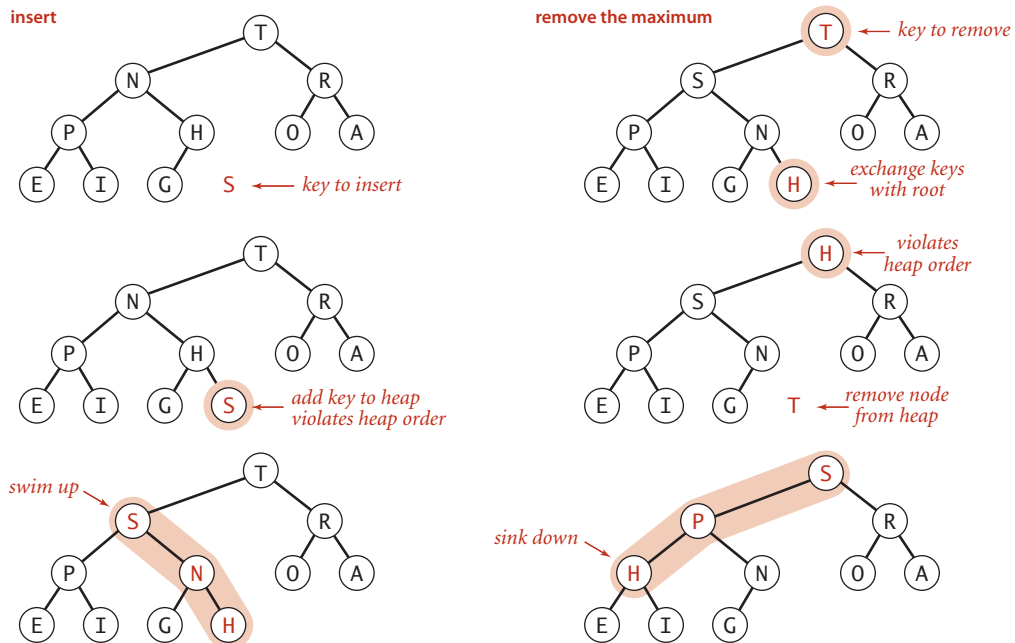 insert
T
N R
P H O A
E I G S key to insert
T
N R
P H O A
E I G S add key to heap
violates heap order
T
swim up
S R
P N O A
E I G H
remove the maximum
T key to remove
S R
P N O A
E I G H exchange keys
with root
H violates
heap order
S R
P N O A
E I G T remove node
from heap
S
P R
sink down
H N O A
E I G